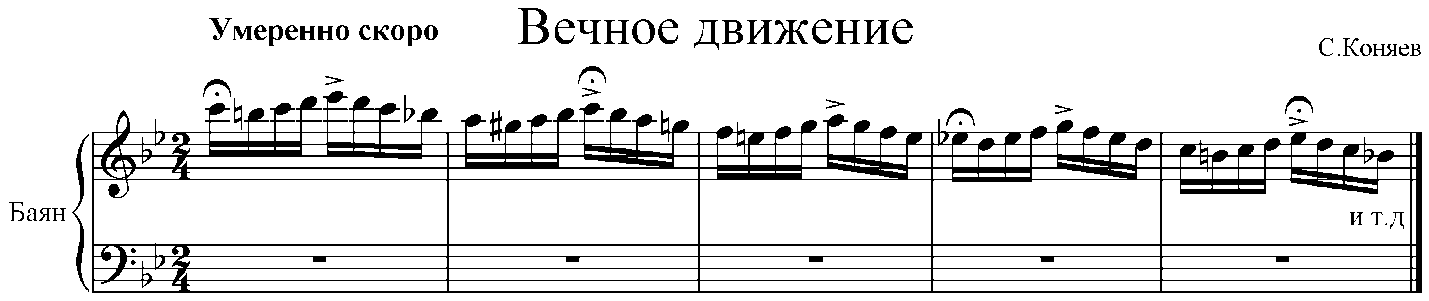 Вечное движение
Умеренно скоро
С.Коняев
Баян
и т.д